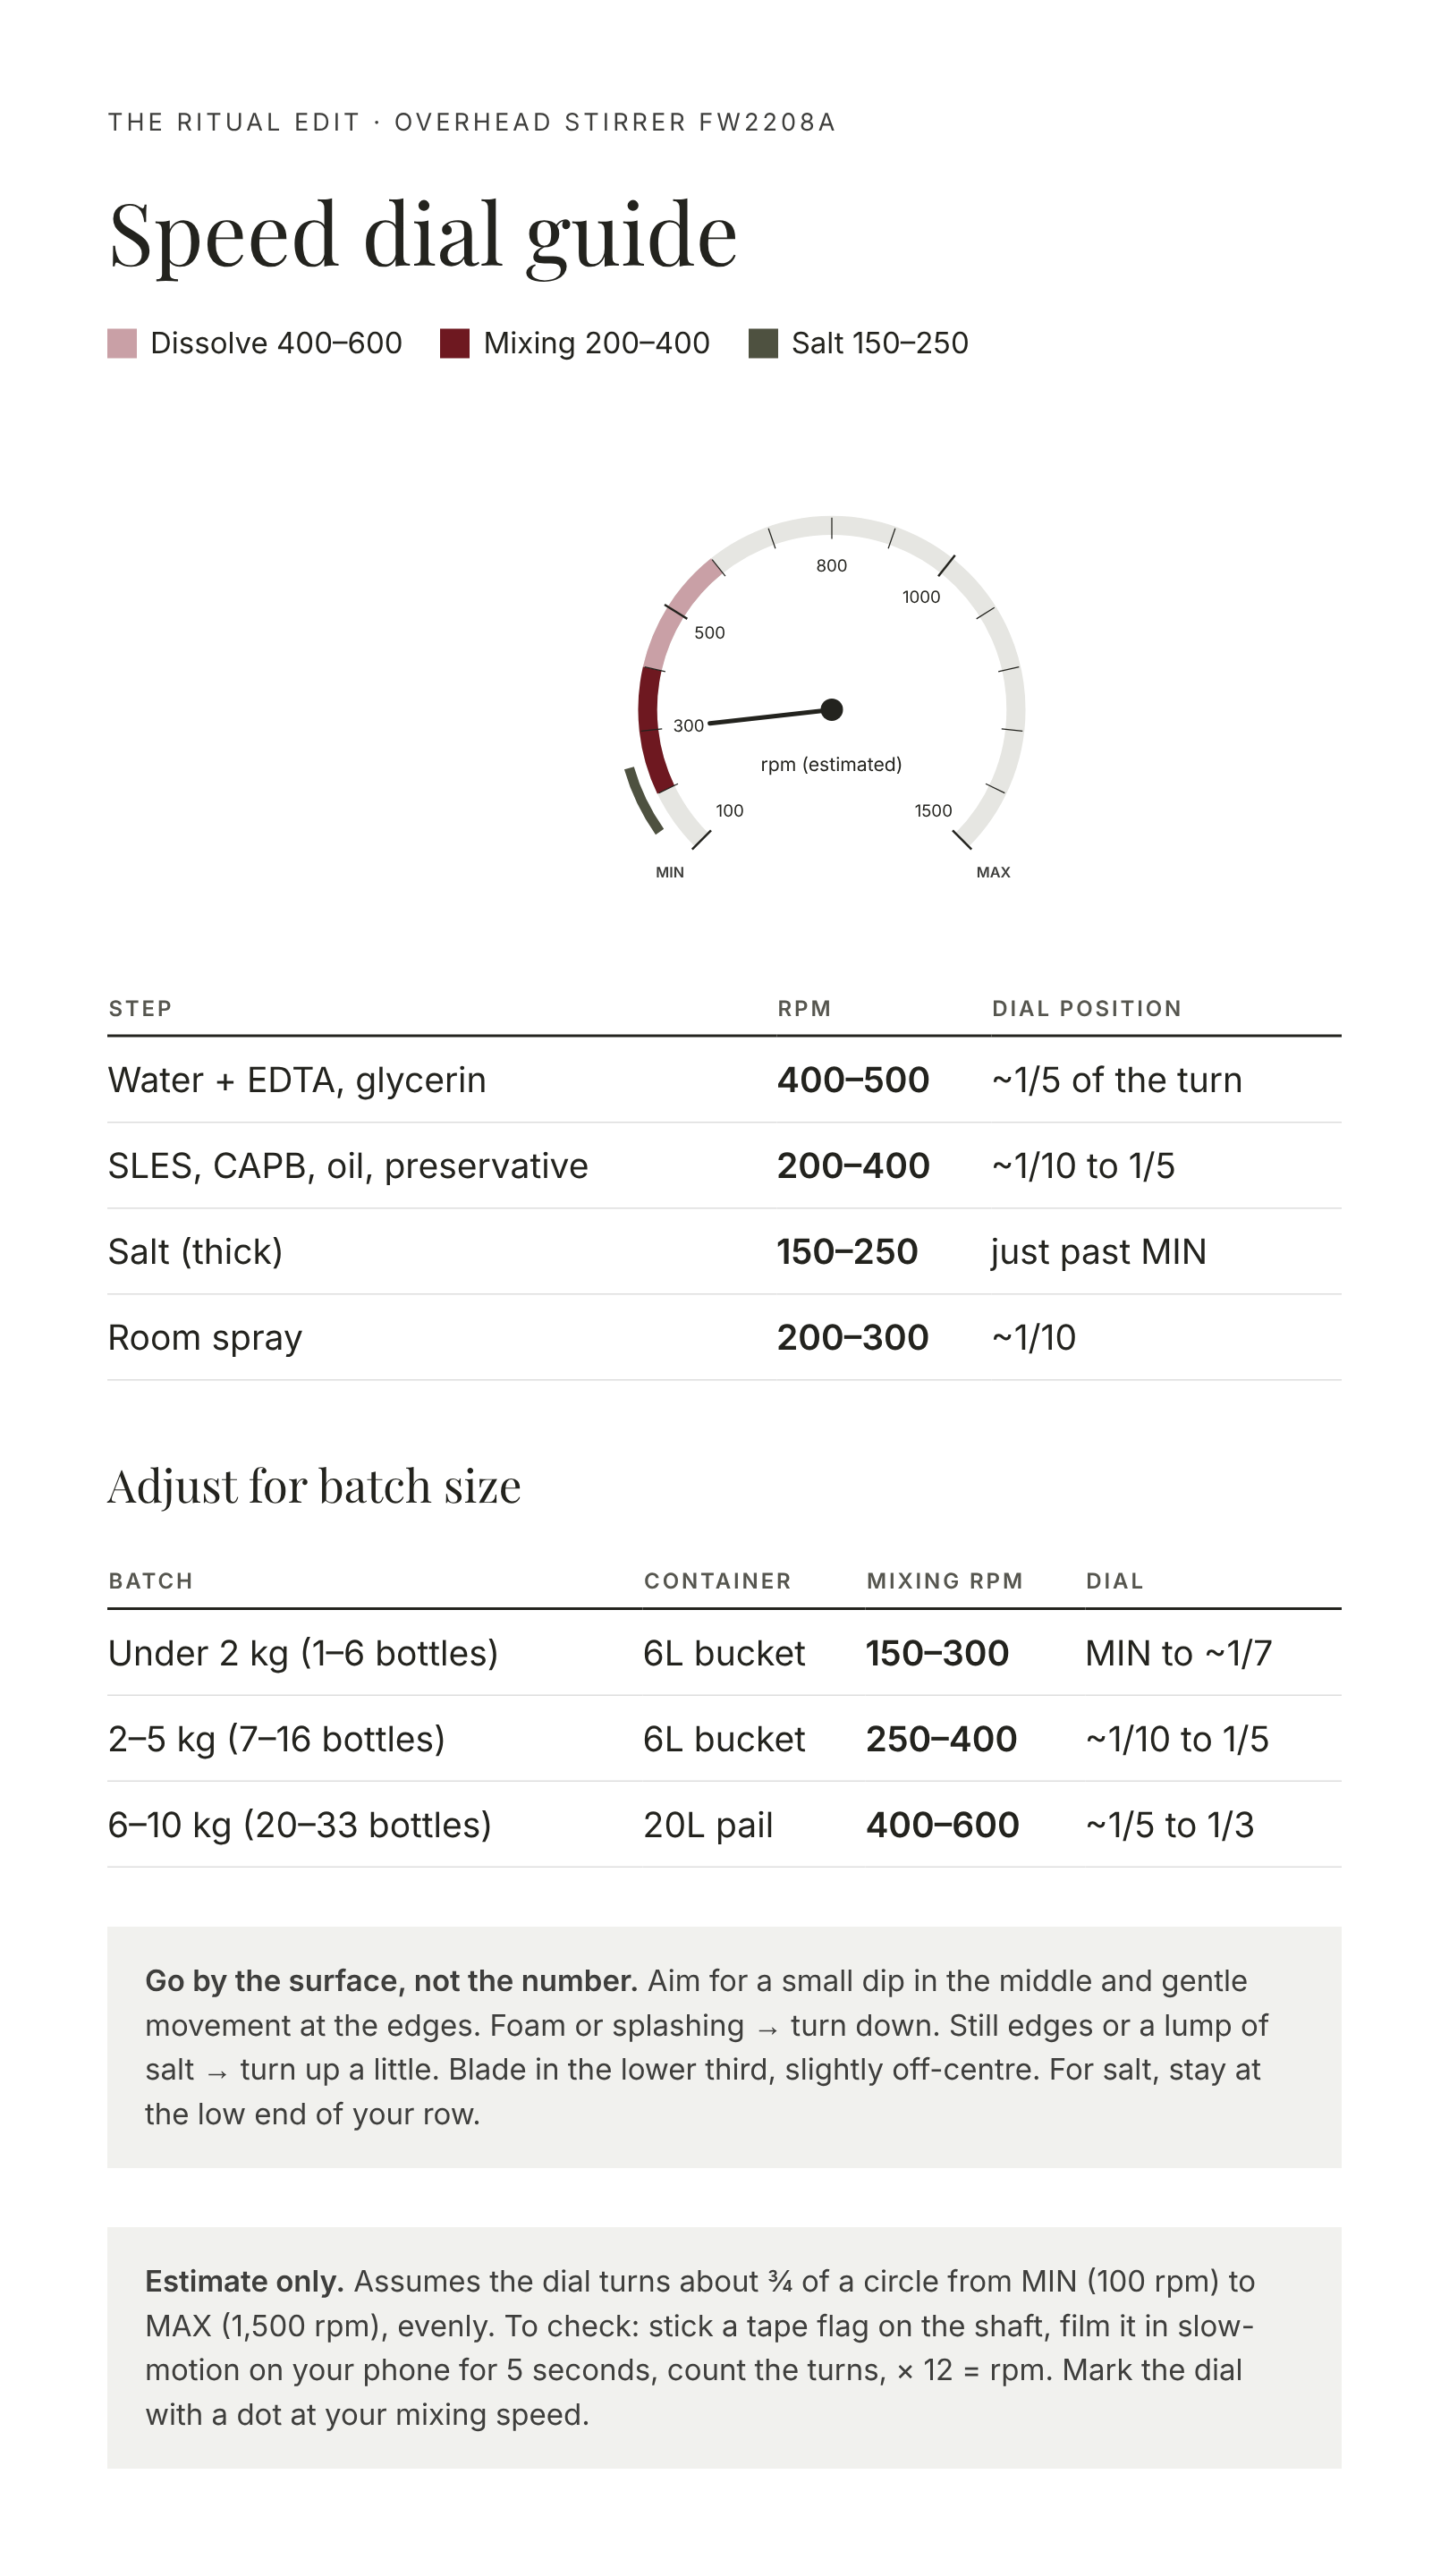 THE RITUAL EDIT · OVERHEAD STIRRER FW2208A
Speed dial guide
Dissolve 400–600 Mixing 200–400 Salt 150–250
800
1000
500
300
rpm (estimated)
100 1500
MIN MAX
STEP RPM DIAL POSITION
Water + EDTA, glycerin 400–500 ~1/5 of the turn
SLES, CAPB, oil, preservative 200–400 ~1/10 to 1/5
Salt (thick) 150–250 just past MIN
Room spray 200–300 ~1/10
Adjust for batch size
BATCH CONTAINER MIXING RPM DIAL
Under 2 kg (1–6 bottles) 6L bucket 150–300 MIN to ~1/7
2–5 kg (7–16 bottles) 6L bucket 250–400 ~1/10 to 1/5
6–10 kg (20–33 bottles) 20L pail 400–600 ~1/5 to 1/3
Go by the surface, not the number. Aim for a small dip in the middle and gentle
movement at the edges. Foam or splashing → turn down. Still edges or a lump of
salt → turn up a little. Blade in the lower third, slightly off-centre. For salt, stay at
the low end of your row.
Estimate only. Assumes the dial turns about ¾ of a circle from MIN (100 rpm) to
MAX (1,500 rpm), evenly. To check: stick a tape flag on the shaft, film it in slow-
motion on your phone for 5 seconds, count the turns, × 12 = rpm. Mark the dial
with a dot at your mixing speed.